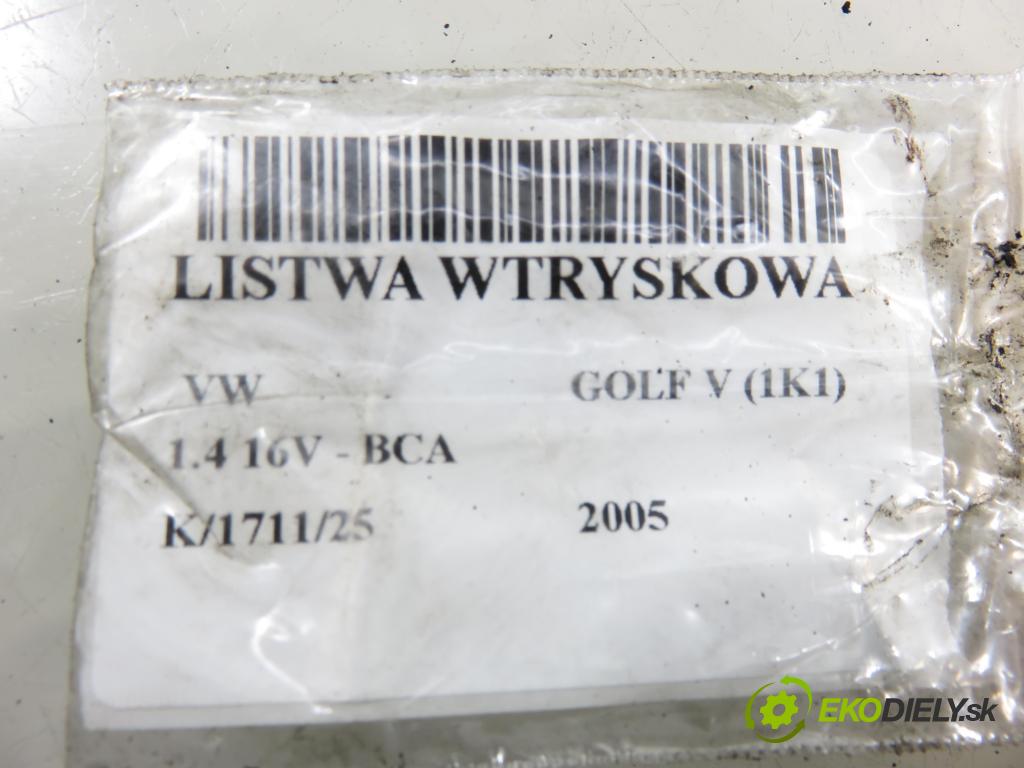 LISTWA WTRYSKOWA
VW GOLF V (1K1)
1.4 16V - BCA
K/1711/25 2005
EKODIELY.sk